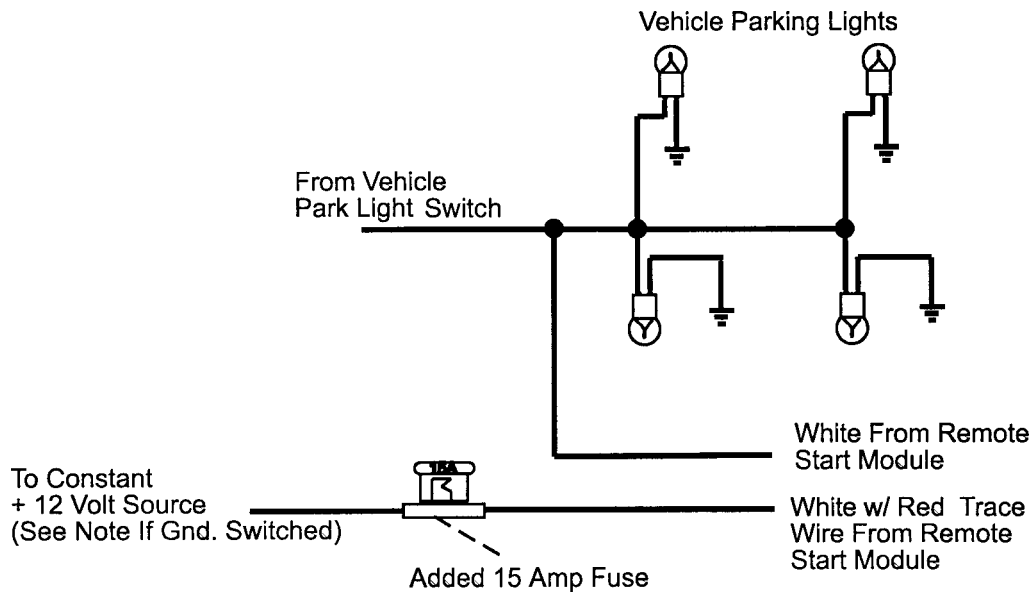 Vehicle Parking Lights
From Vehicle
Park Light Switch
White From Remote
Start Module
15A
To Constant
+ 12 Volt Source
(See Note If Gnd. Switched)
White w/ Red Trace
Wire From Remote
Start Module
Added 15 Amp Fuse